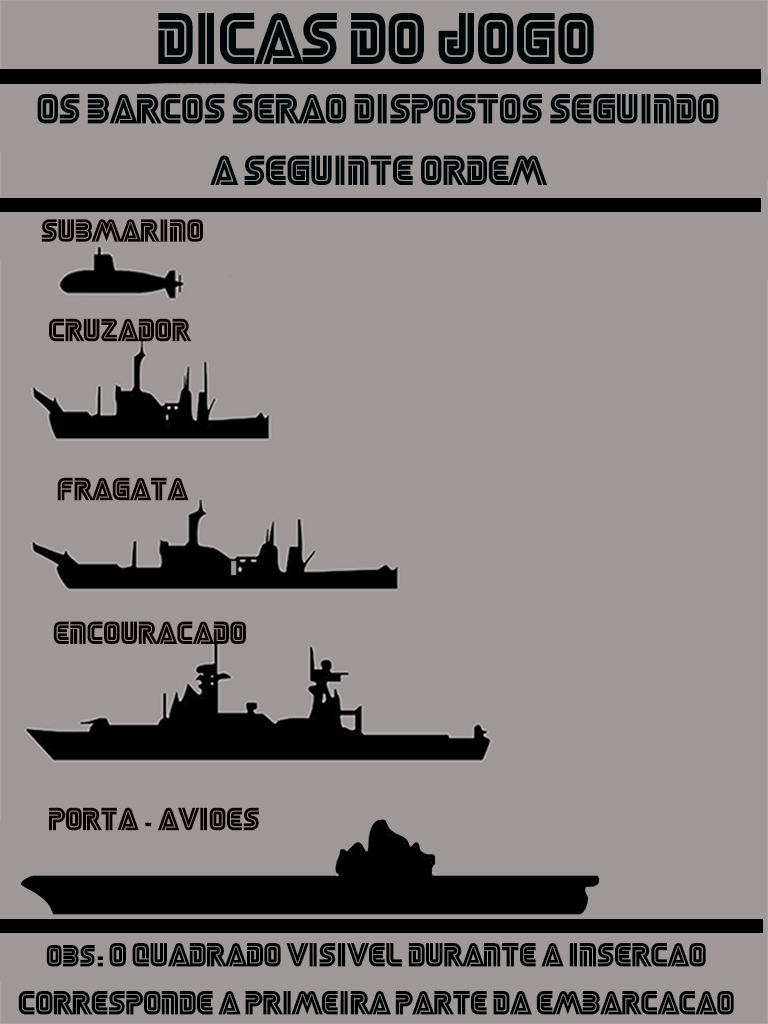 DICAS DO JOGO
OS BARCOS SERAO DISPOSTOS SEGUINDO
A SEGUINTE ORDEM
SUBMARINO
CRUZADOR
FRAGATA
ENCOURACADO
PORTA - AVIOES
OBS: O QUADRADO VISIVEL DURANTE A INSERCAO
CORRESPONDE A PRIMEIRA PARTE DA EMBARCACAO